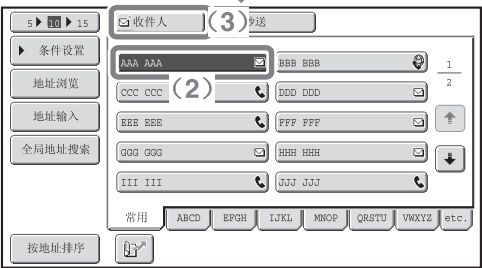 5 10 15
收件人
(3)
抄送
条件设置
AAA AAA
BBB BBB
1
2
地址浏览
CCC CCC
(2)
DDD DDD
地址输入
EEE EEE
FFF FFF
全局地址搜索
GGG GGG
HHH HHH
III III
JJJ JJJ
常用
ABCD
EFGH
IJKL
MNOP
QRSTU
VWXYZ
etc.
按地址排序